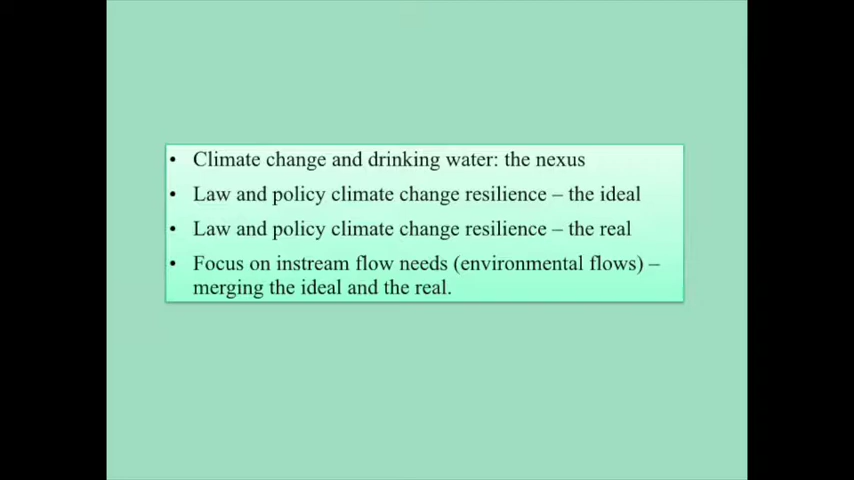 • Climate change and drinking water: the nexus
• Law and policy climate change resilience – the ideal
• Law and policy climate change resilience – the real
• Focus on instream flow needs (environmental flows) –
merging the ideal and the real.